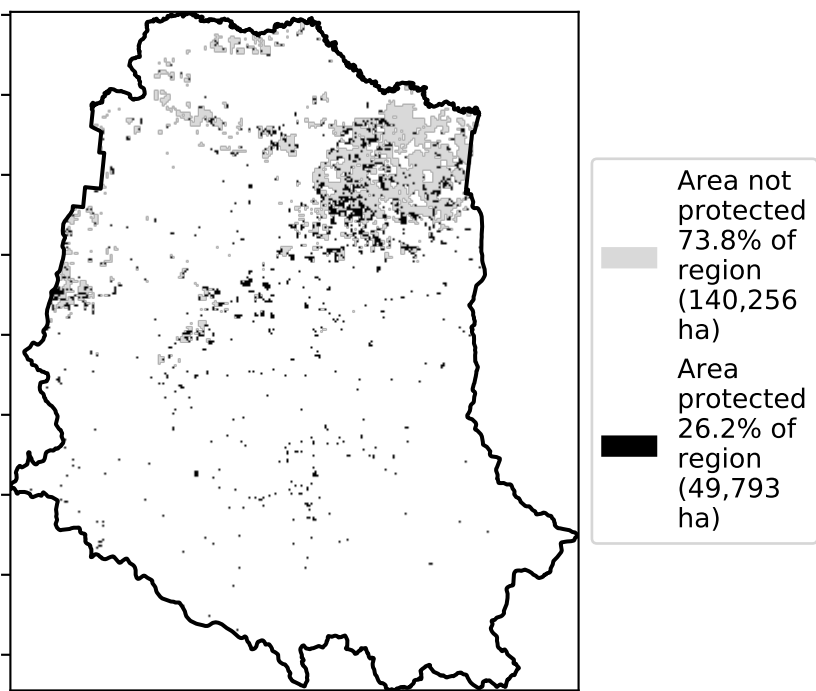 Area not
protected
73.8% of
region
(140,256
ha)
Area
protected
26.2% of
region
(49,793
ha)